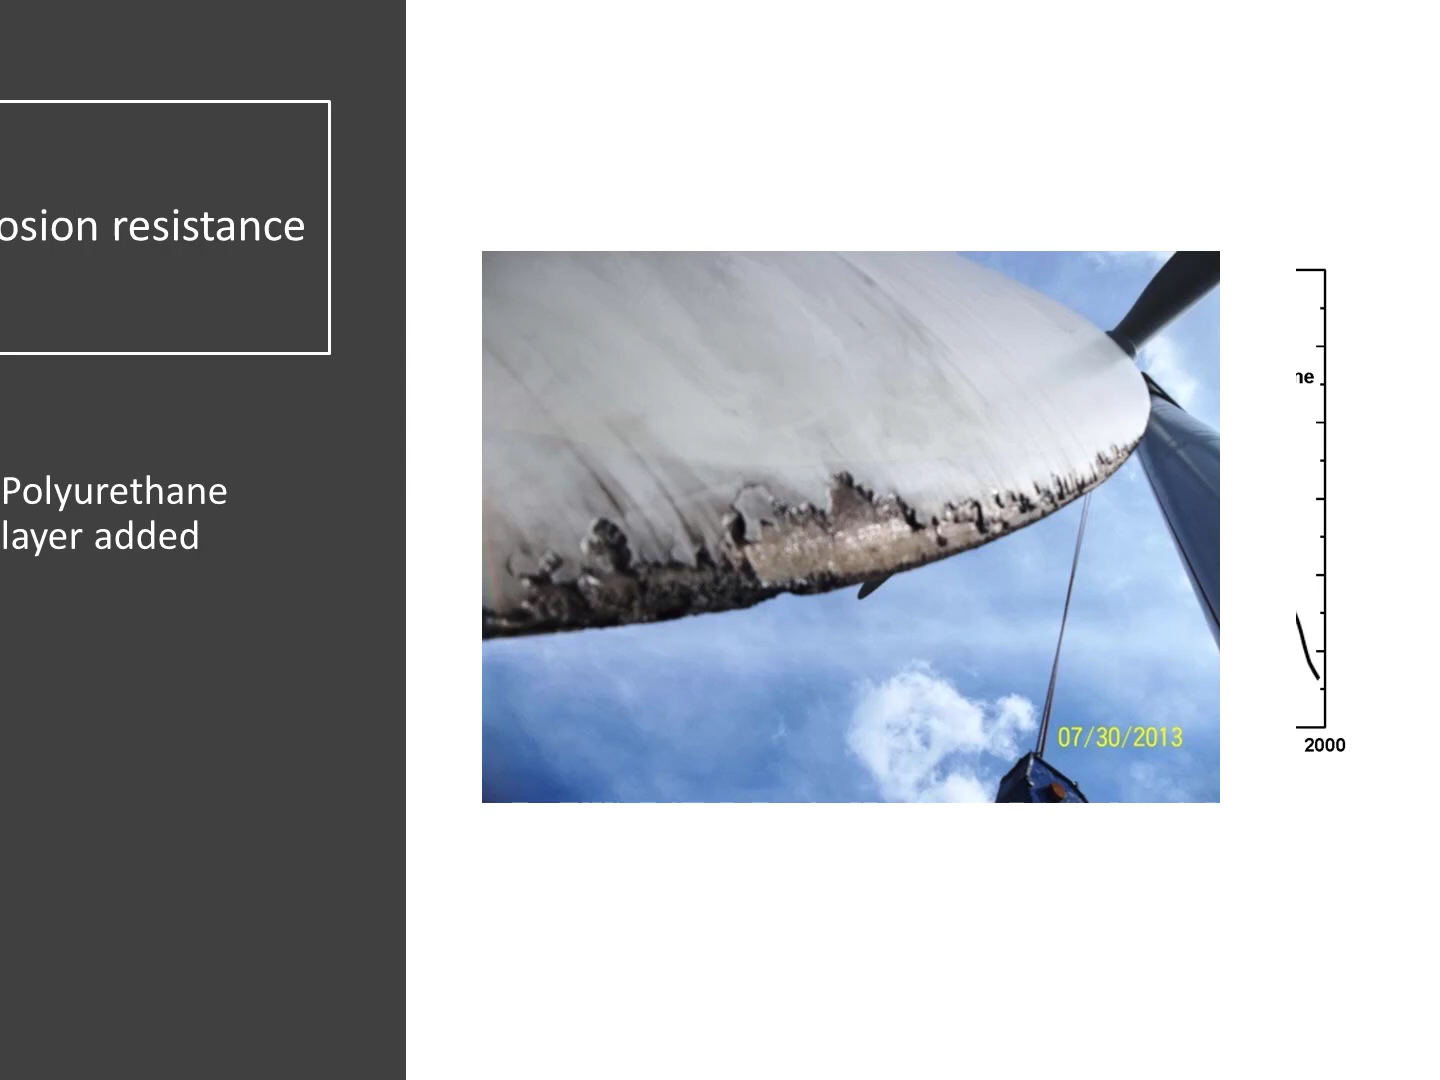 osion resistance
Polyurethane
layer added
ne
07/30/2013
2000